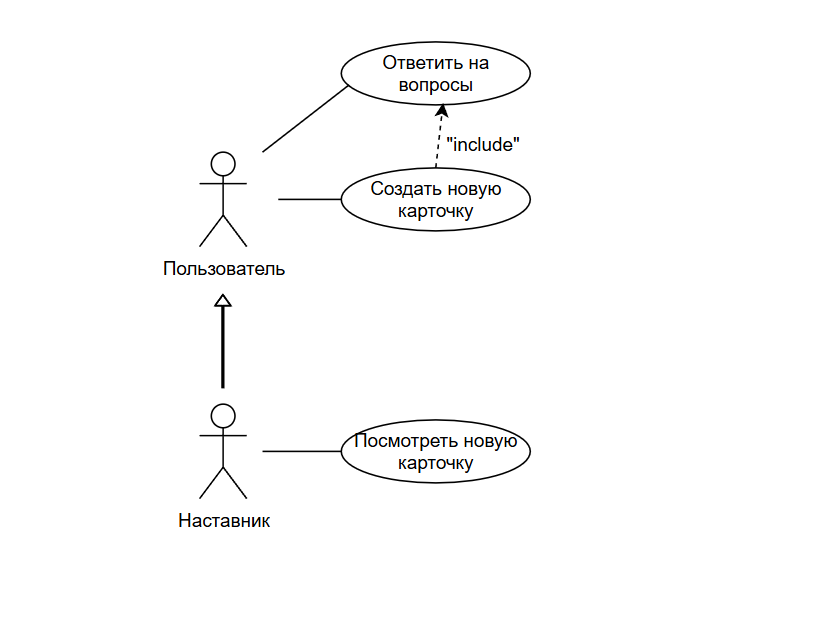 Ответить на
вопросы
"include"
Создать новую
карточку
Пользователь
Посмотреть новую
карточку
Наставник